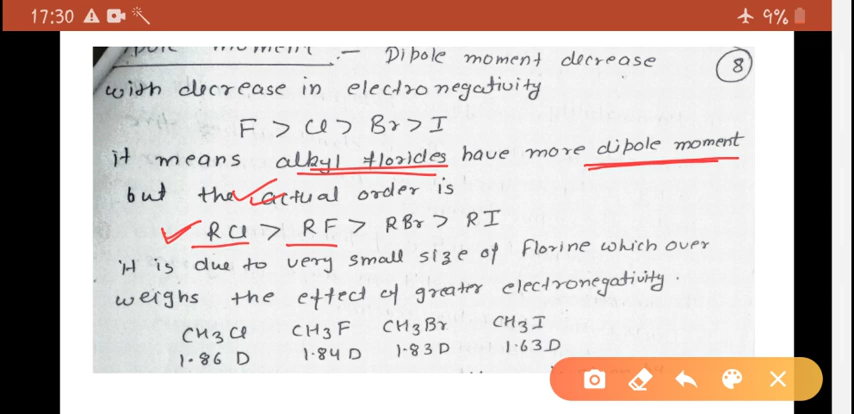 17:30
9%
moment :- Dipole moment decrease
8
with decrease in electronegativity
F > Cl > Br > I
it means alkyl florides have more dipole moment
but the actual order is
RCl > RF > RBr > RI
it is due to very small size of florine which over
weighs the effect of greater electronegativity.
CH3Cl CH3F CH3Br CH3I
1.86 D 1.84 D 1.83 D 1.63 D